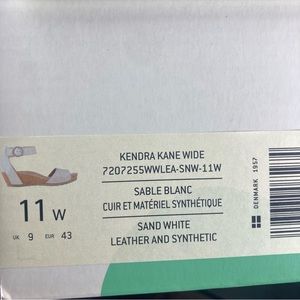 KENDRA KANE WIDE
7207255WWLEA-SNW-11W
SABLE BLANC
CUIR ET MATÉRIEL SYNTHÉTIQUE
SAND WHITE
LEATHER AND SYNTHETIC
11 W
UK 9 EUR 43
DENMARK 1957